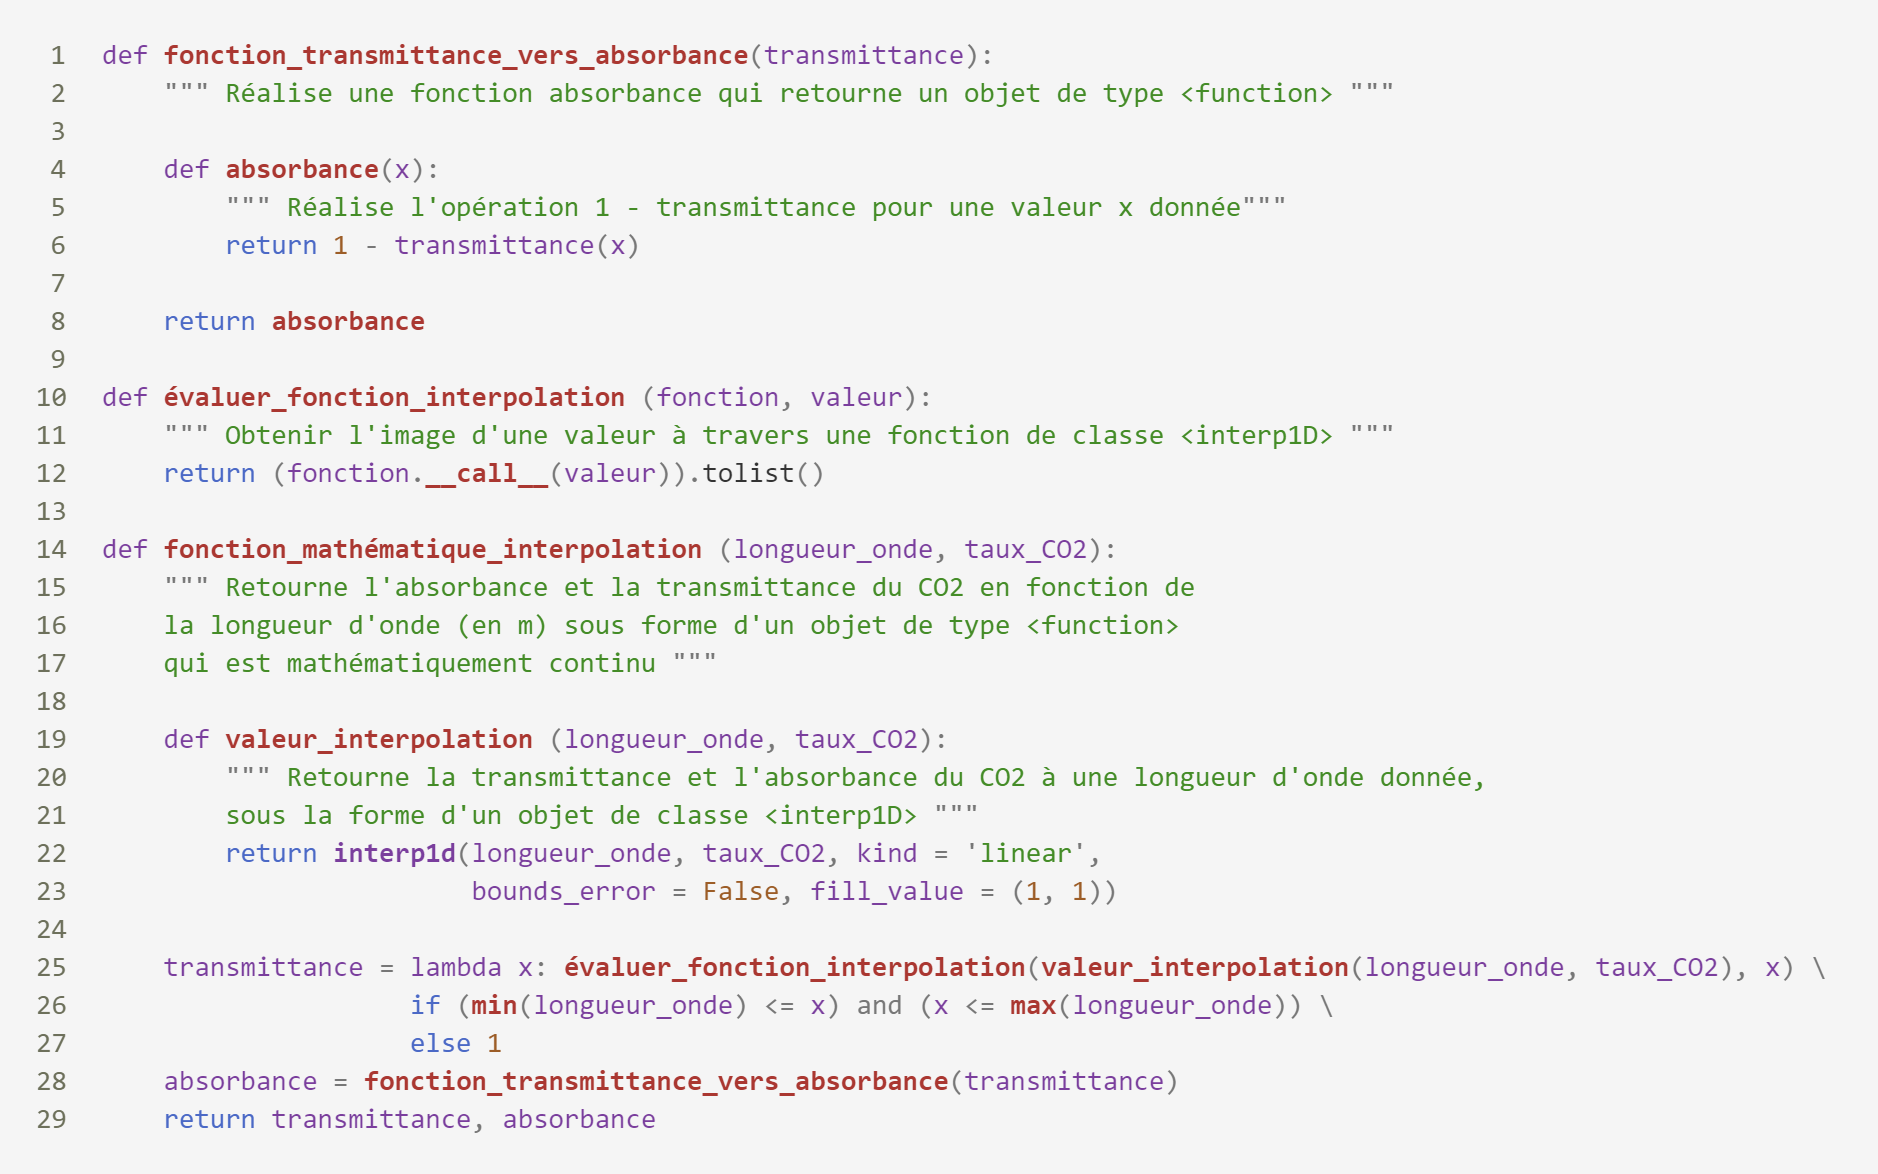 1 def fonction_transmittance_vers_absorbance(transmittance):
2     """ Réalise une fonction absorbance qui retourne un objet de type <function> """
3
4     def absorbance(x):
5         """ Réalise l'opération 1 - transmittance pour une valeur x donnée"""
6         return 1 - transmittance(x)
7
8     return absorbance
9
10 def évaluer_fonction_interpolation (fonction, valeur):
11     """ Obtenir l'image d'une valeur à travers une fonction de classe <interp1D> """
12     return (fonction.__call__(valeur)).tolist()
13
14 def fonction_mathématique_interpolation (longueur_onde, taux_CO2):
15     """ Retourne l'absorbance et la transmittance du CO2 en fonction de
16     la longueur d'onde (en m) sous forme d'un objet de type <function>
17     qui est mathématiquement continu """
18
19     def valeur_interpolation (longueur_onde, taux_CO2):
20         """ Retourne la transmittance et l'absorbance du CO2 à une longueur d'onde donnée,
21         sous la forme d'un objet de classe <interp1D> """
22         return interp1d(longueur_onde, taux_CO2, kind = 'linear',
23                         bounds_error = False, fill_value = (1, 1))
24
25     transmittance = lambda x: évaluer_fonction_interpolation(valeur_interpolation(longueur_onde, taux_CO2), x) \
26                     if (min(longueur_onde) <= x) and (x <= max(longueur_onde)) \
27                     else 1
28     absorbance = fonction_transmittance_vers_absorbance(transmittance)
29     return transmittance, absorbance